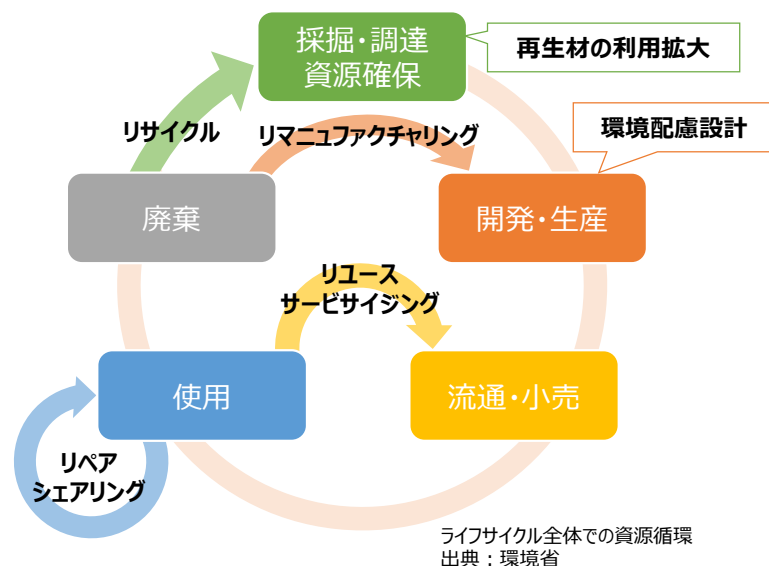 採掘・調達
資源確保
再生材の利用拡大
リサイクル
リマニュファクチャリング
環境配慮設計
廃棄
開発・生産
リユース
サービサイジング
使用
流通・小売
リペア
シェアリング
ライフサイクル全体での資源循環
出典：環境省